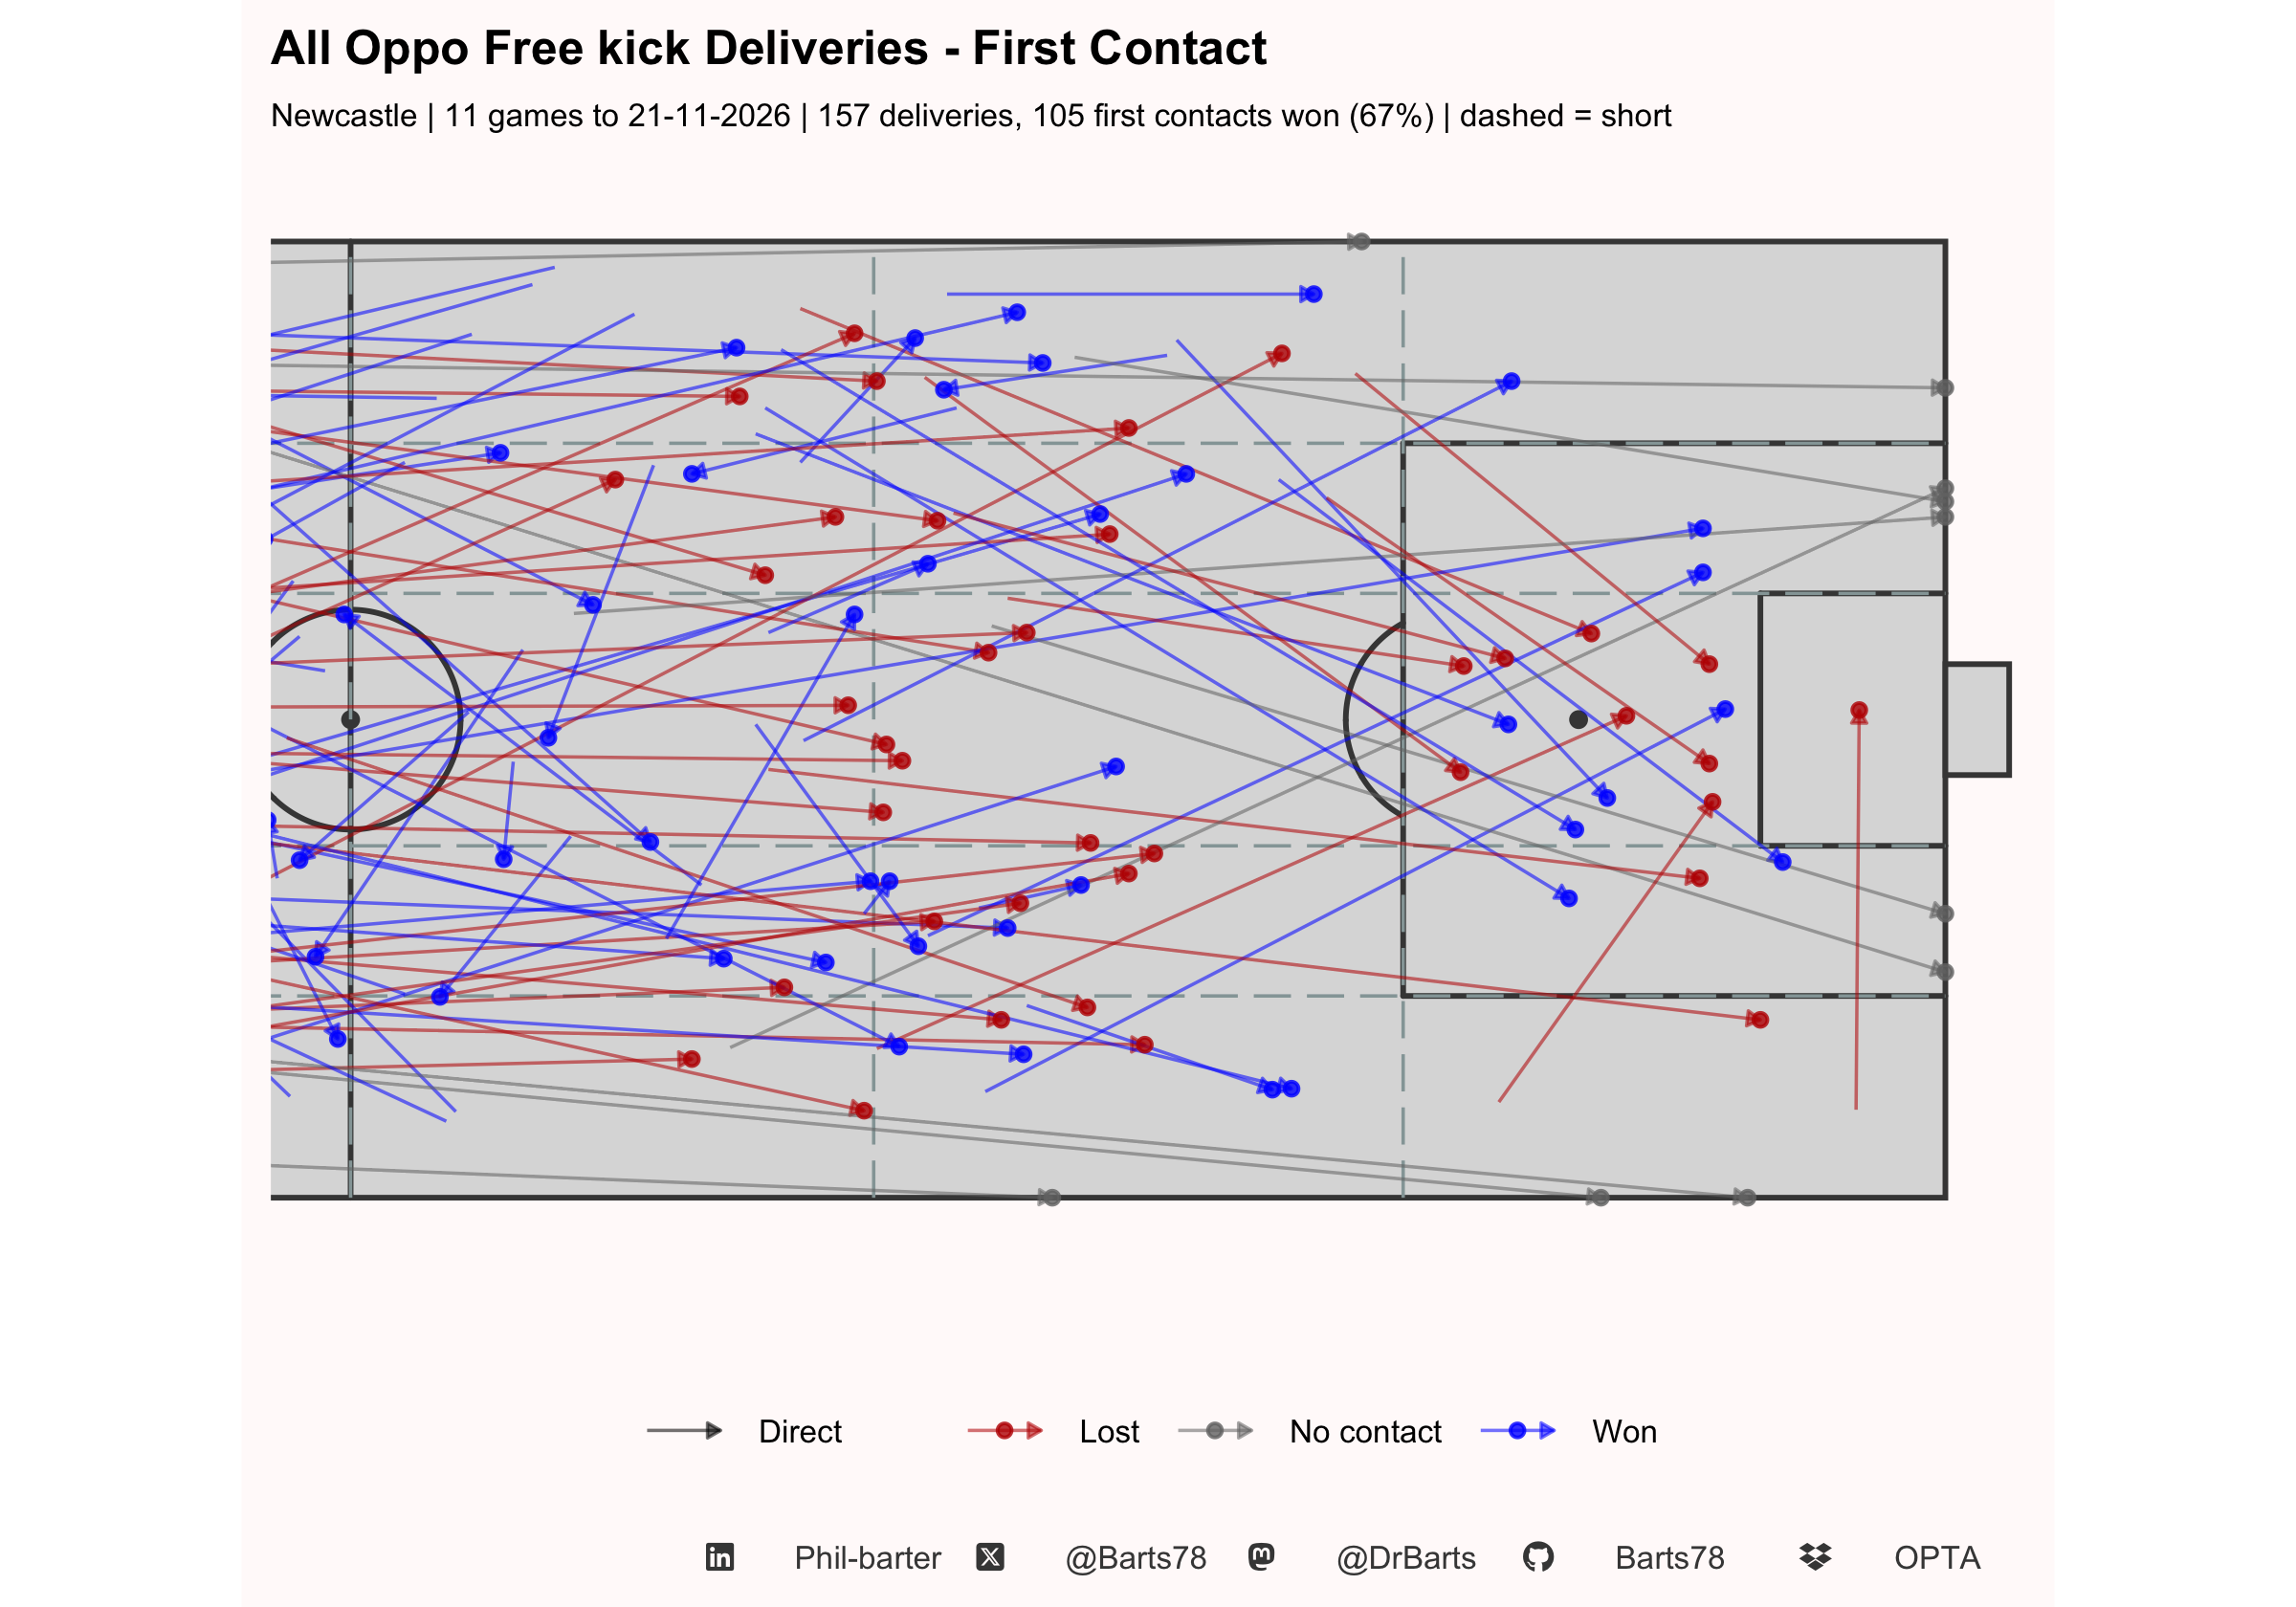 All Oppo Free kick Deliveries - First Contact
Newcastle | 11 games to 21-11-2026 | 157 deliveries, 105 first contacts won (67%) | dashed = short
Direct Lost No contact Won
Phil-barter @Barts78 @DrBarts Barts78 OPTA